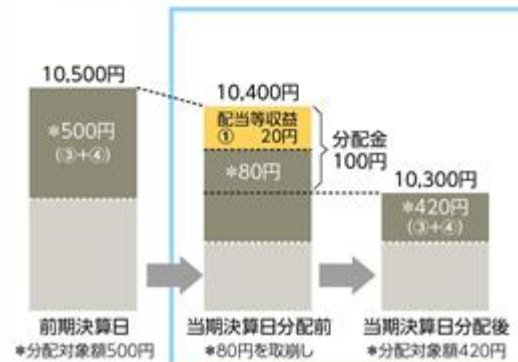 10,500円
*500円
(③+④)
前期決算日
*分配対象額500円
10,400円
配当等収益
① 20円
*80円
分配金
100円
当期決算日分配前
*80円を取崩し
10,300円
*420円
(③+④)
当期決算日分配後
*分配対象額420円